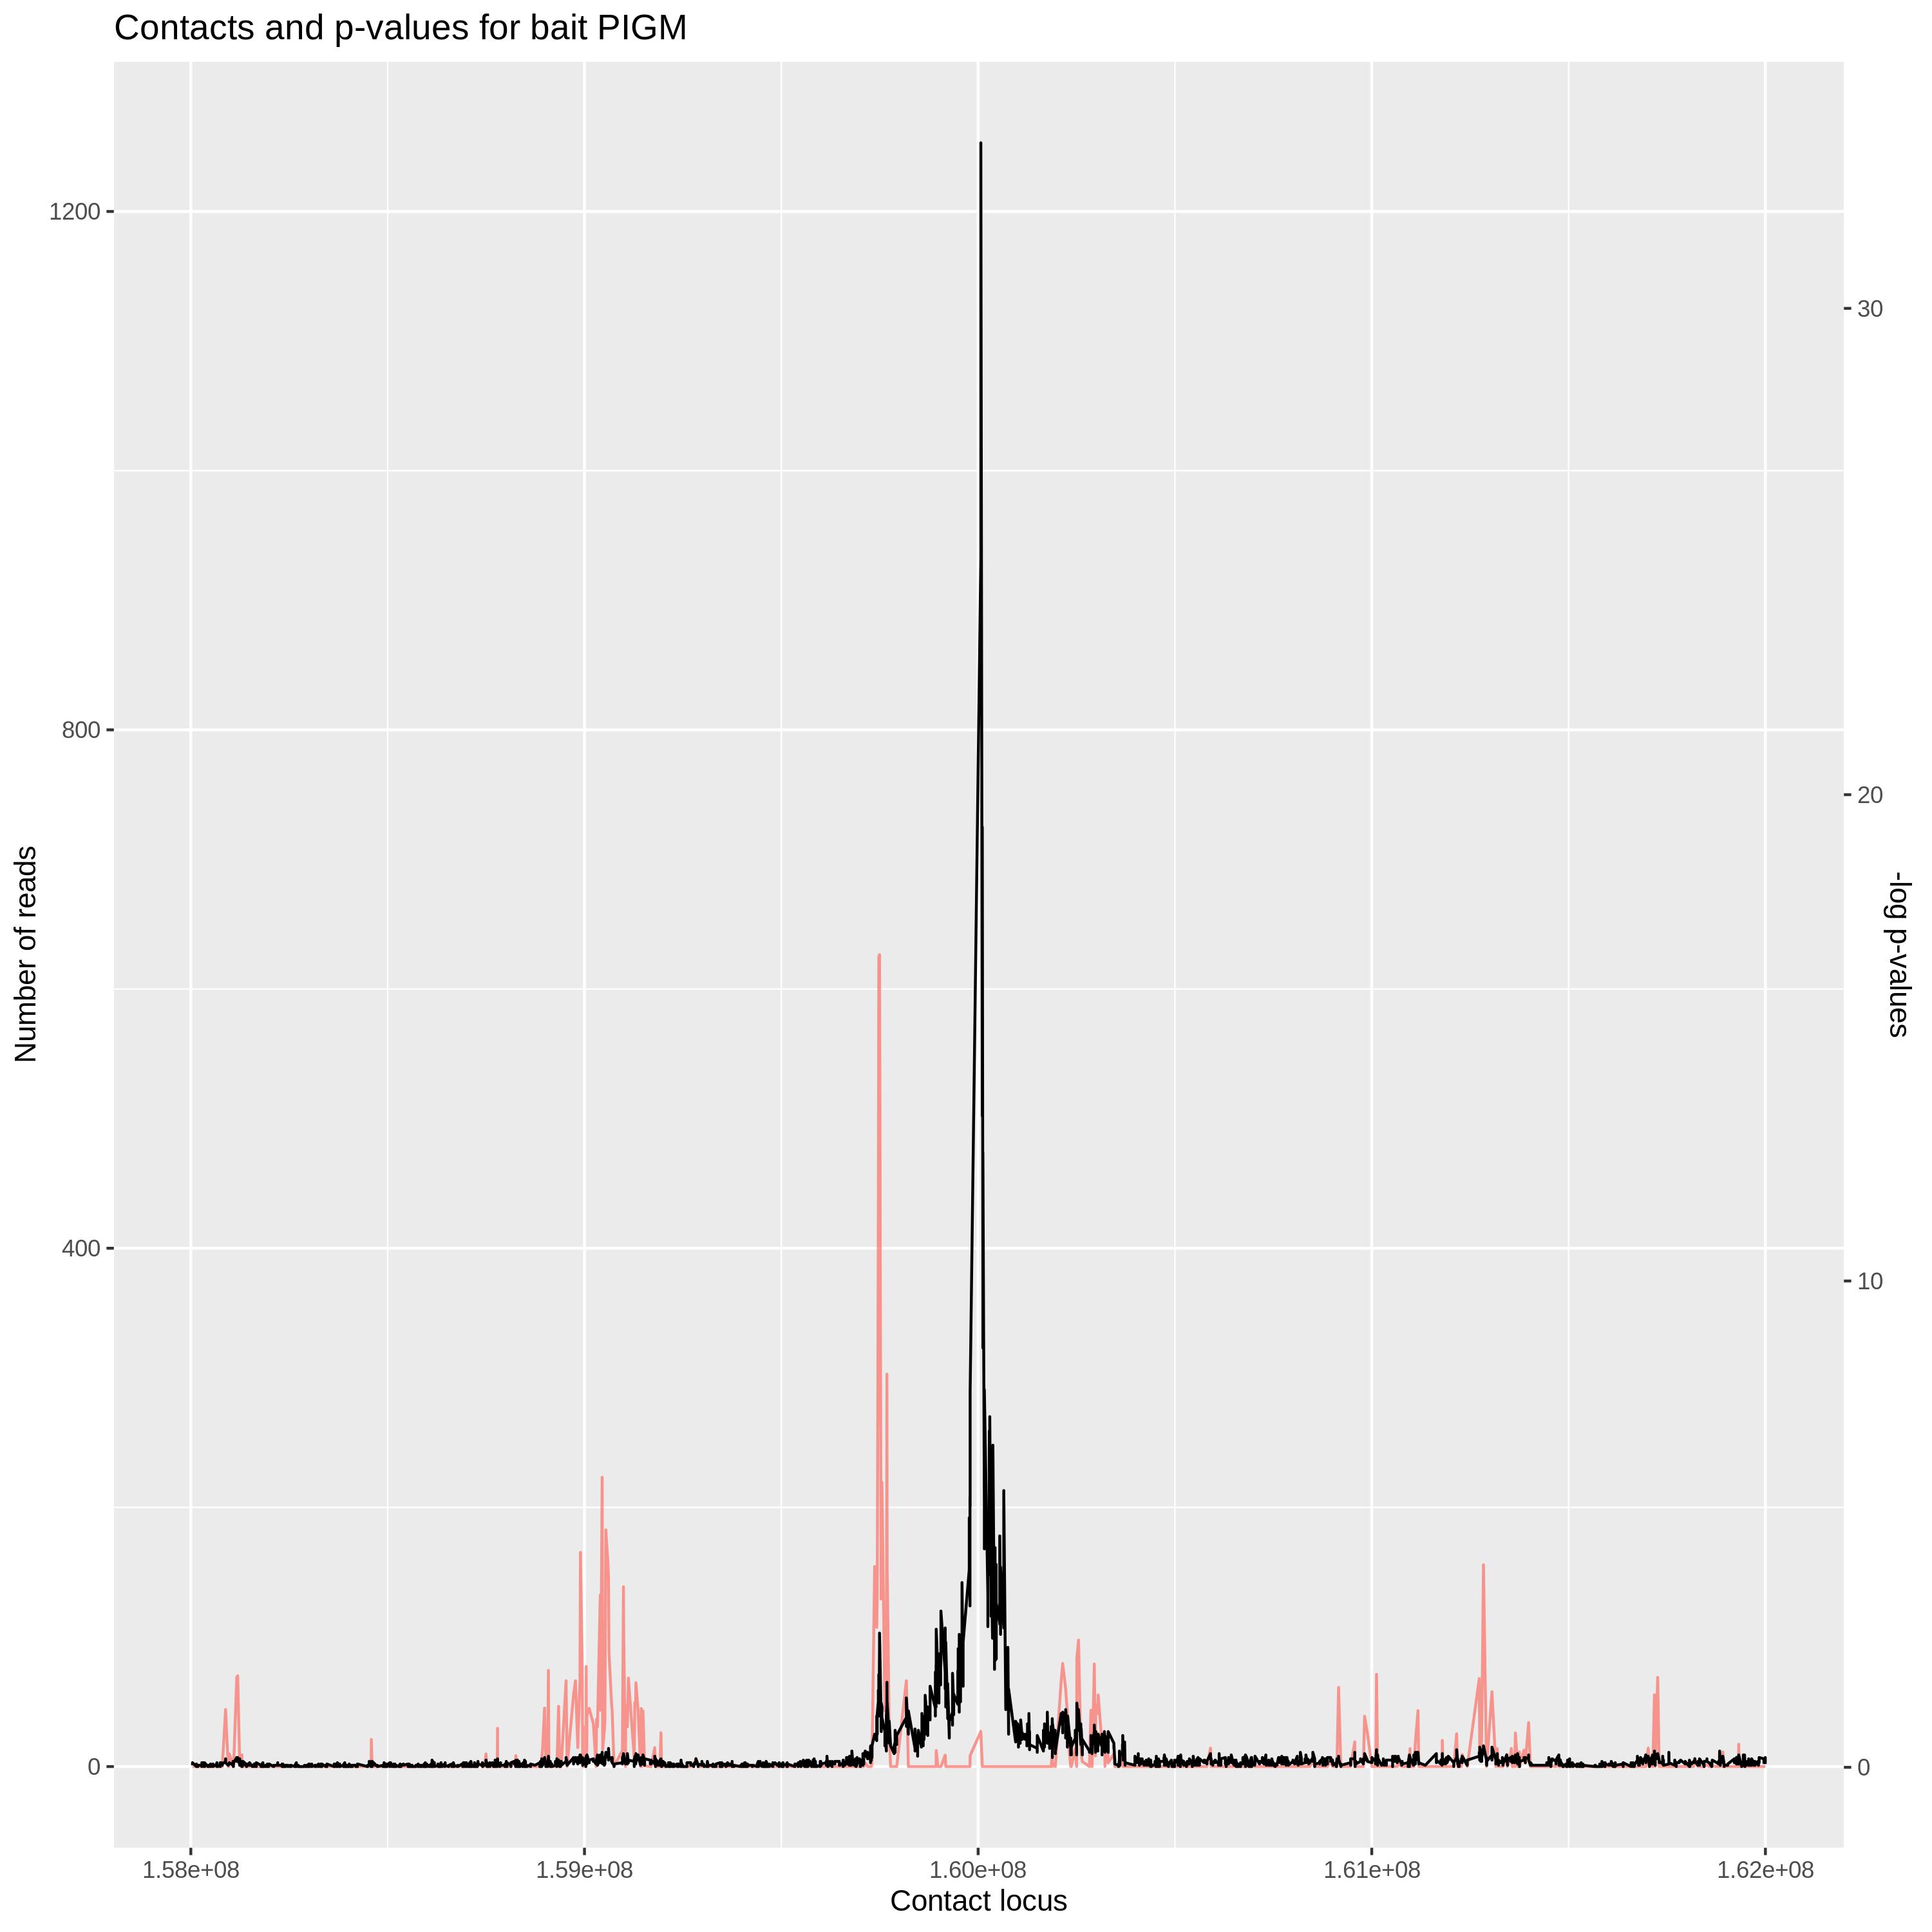 Contacts and p-values for bait PIGM
1200
800
400
0
Number of reads
30
20
10
0
-log p-values
1.58e+08
1.59e+08
1.60e+08
1.61e+08
1.62e+08
Contact locus